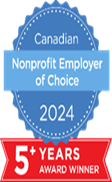 Canadian
Nonprofit Employer
of Choice
2024
5+ YEARS
AWARD WINNER